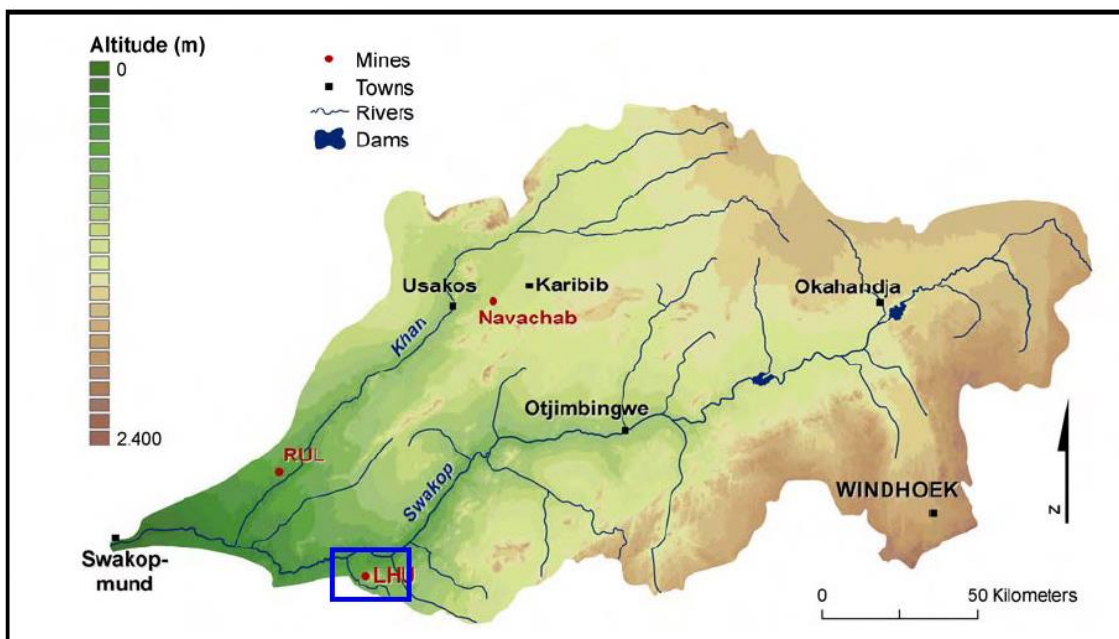 Altitude (m)
0
2.400
Mines
Towns
Rivers
Dams
Usakos
Karibib
Navachab
Okahandja
Khan
Otjimbingwe
RUL
Swakop
WINDHOEK
Swakop-
mund
LHU
N
0
50 Kilometers